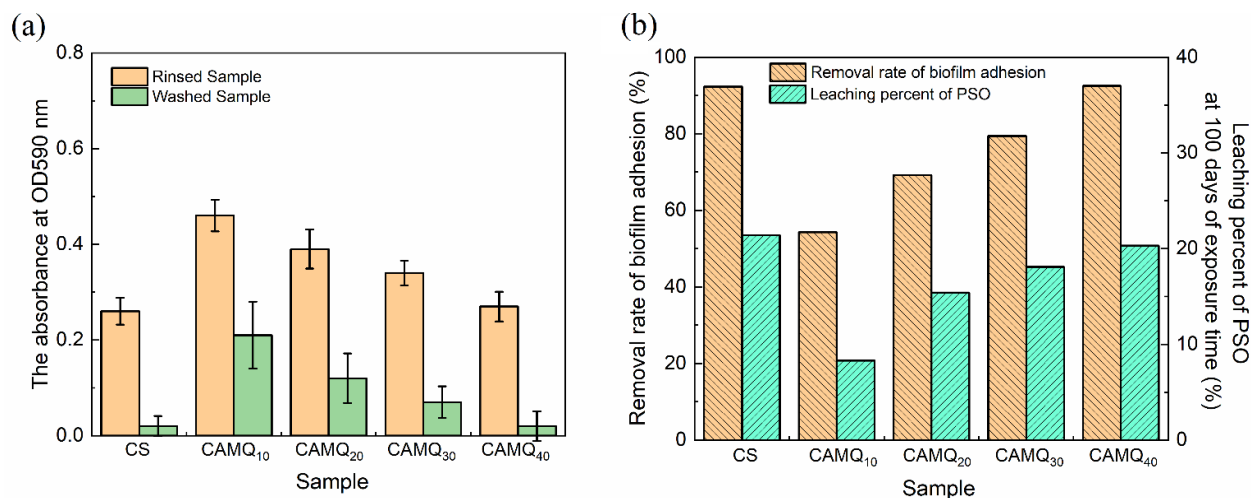 (a)
0.8
0.6
0.4
0.2
0.0
The absorbance at OD590 nm
Rinsed Sample
Washed Sample
CS
CAMQ10
CAMQ20
CAMQ30
CAMQ40
Sample
(b)
100
80
60
40
20
0
Removal rate of biofilm adhesion (%)
Removal rate of biofilm adhesion
Leaching percent of PSO
40
30
20
10
0
Leaching percent of PSO
at 100 days of exposure time (%)
CS
CAMQ10
CAMQ20
CAMQ30
CAMQ40
Sample